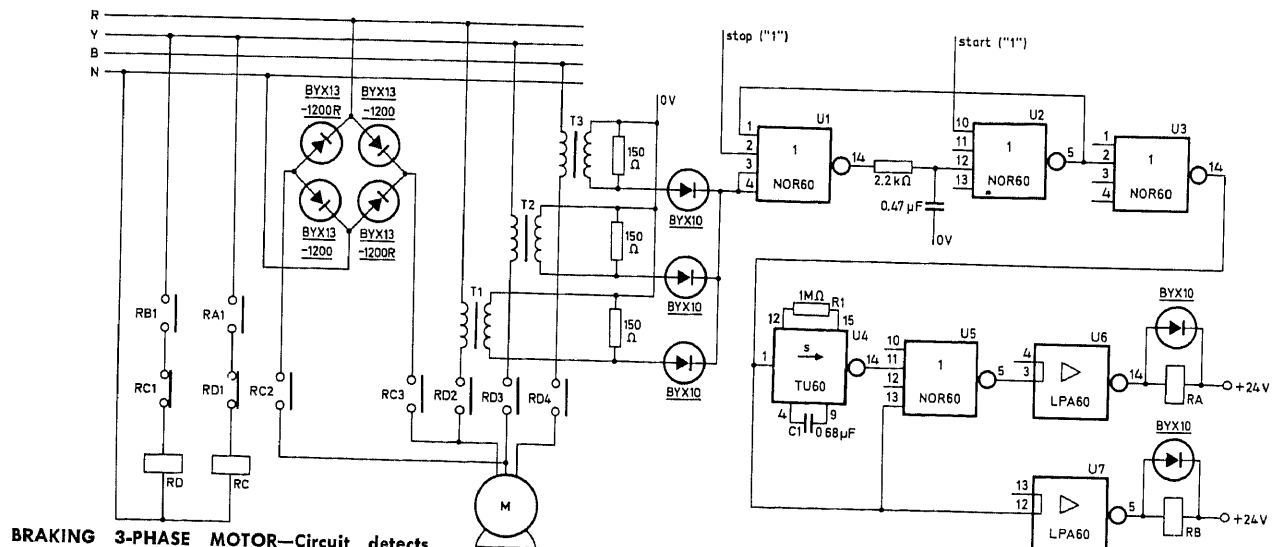 R
Y
B
N
BYX13
-1200R
BYX13
-1200
BYX13
-1200
BYX13
-1200R
RB1
RA1
RC1
RD1
RC2
RC3
RD2
RD3
RD4
RD
RC
M
T1
T2
T3
0V
150
Ω
150
Ω
150
Ω
BYX10
BYX10
BYX10
stop ("1")
start ("1")
1
2
3
4
U1
1
NOR60
14
2.2 kΩ
0.47 µF
0V
10
11
12
13
U2
1
NOR60
5
1
2
3
4
U3
1
NOR60
14
1MΩ
R1
12
15
1
s
U4
TU60
14
4
9
C1
0.68µF
10
11
12
13
U5
1
NOR60
5
4
3
U6
LPA60
14
BYX10
RA
+24V
13
12
U7
LPA60
5
BYX10
RB
+24V
BRAKING 3-PHASE MOTOR—Circuit detects